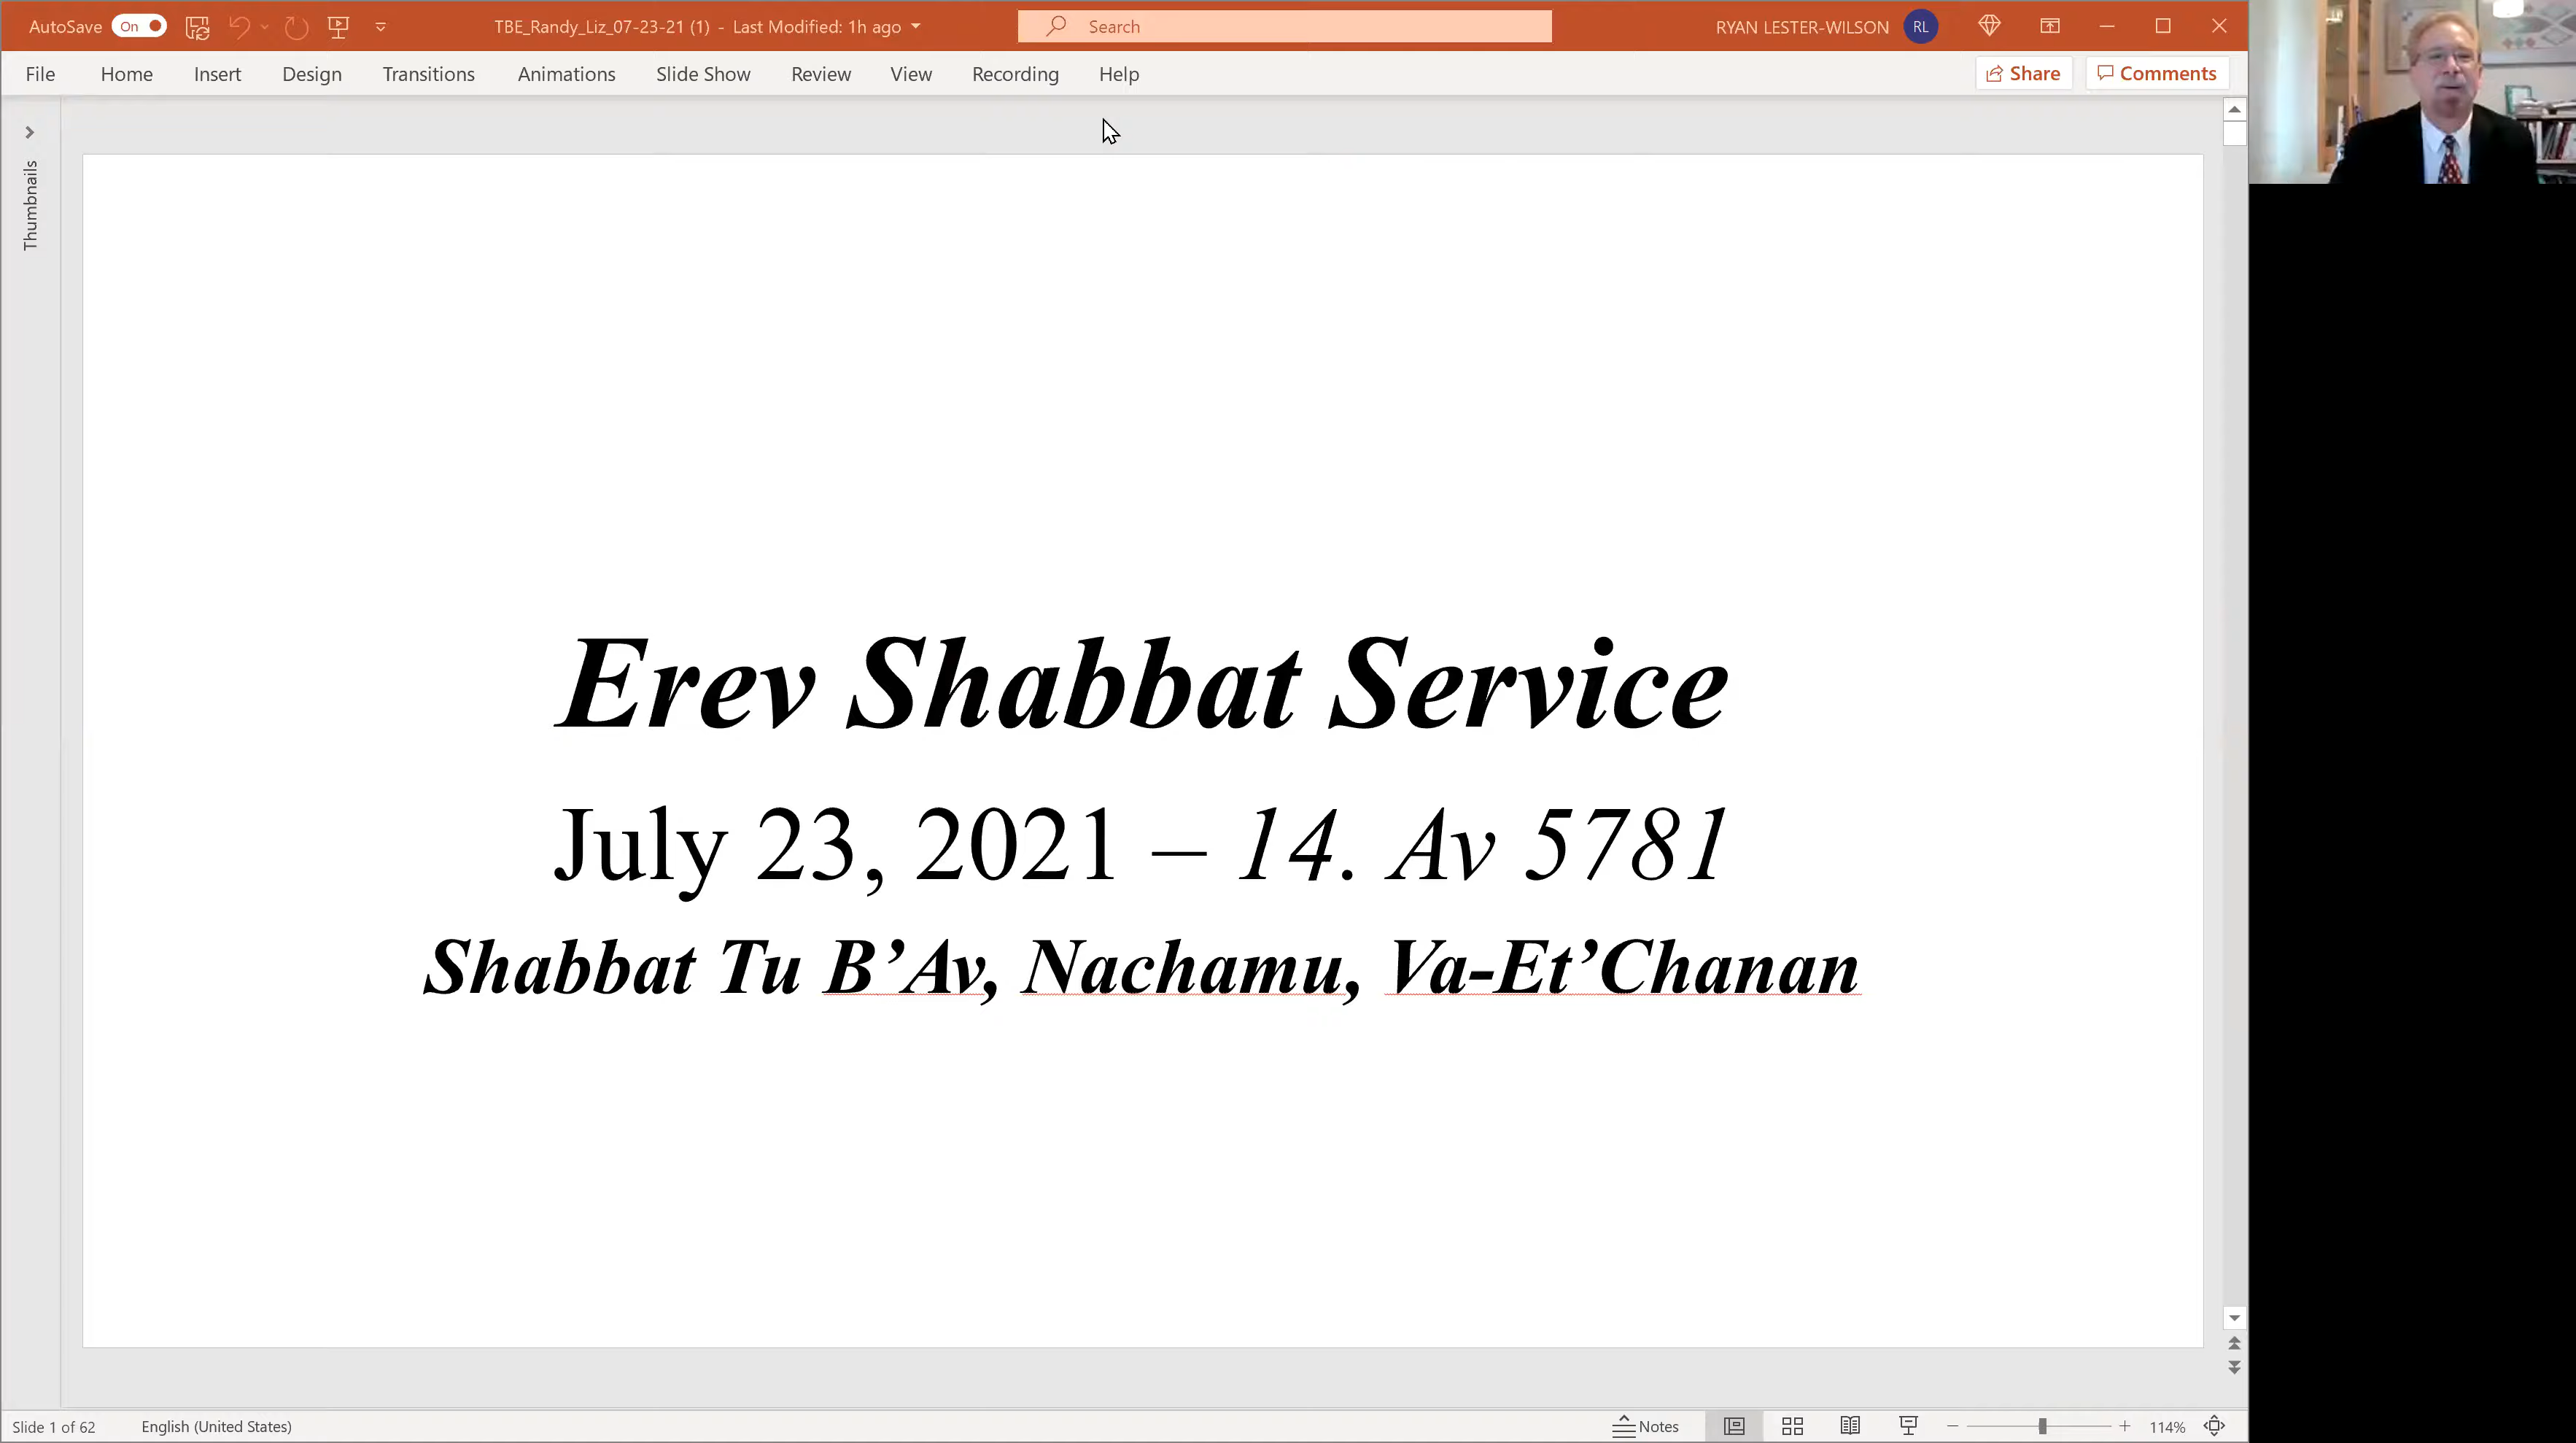 AutoSave On TBE_Randy_Liz_07-23-21 (1) - Last Modified: 1h ago Search RYAN LESTER-WILSON RL
File Home Insert Design Transitions Animations Slide Show Review View Recording Help Share Comments
Thumbnails
Erev Shabbat Service
July 23, 2021 – 14. Av 5781
Shabbat Tu B’Av, Nachamu, Va-Et’Chanan
Slide 1 of 62 English (United States) Notes 114%